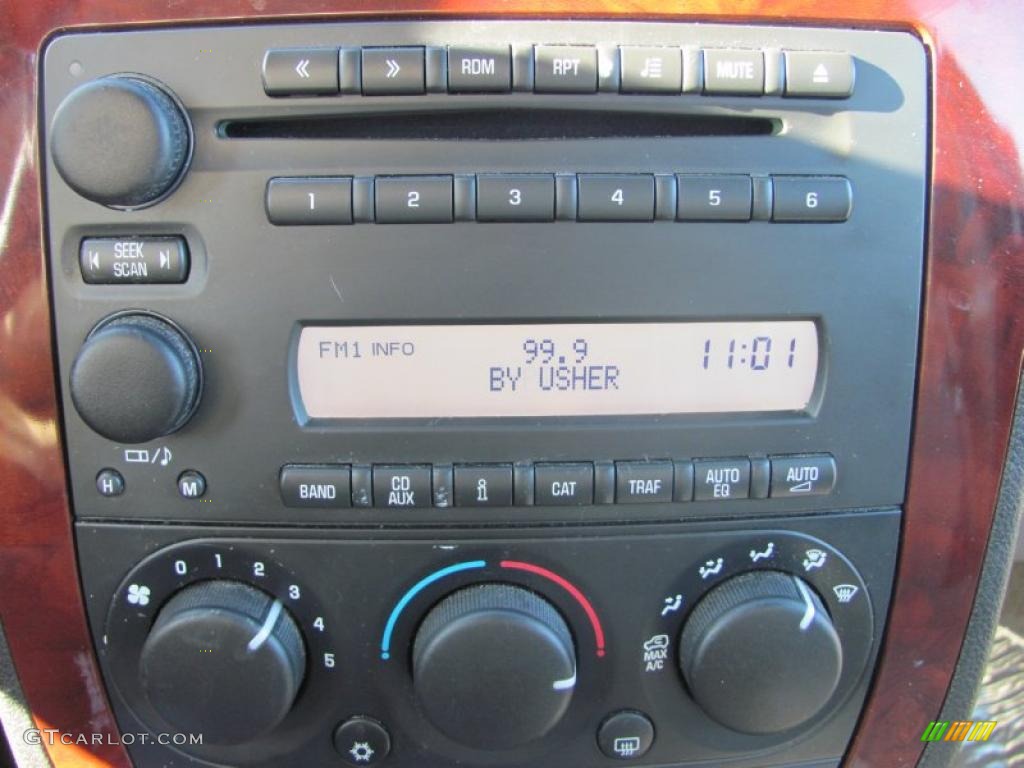 RDM RPT MUTE
1 2 3 4 5 6
SEEK
SCAN
FM1 INFO 99.9 11:01
BY USHER
H M
BAND CD AUX i CAT TRAF AUTO EQ AUTO
0 1 2 3 4 5
MAX
A/C
GTCARLOT.COM